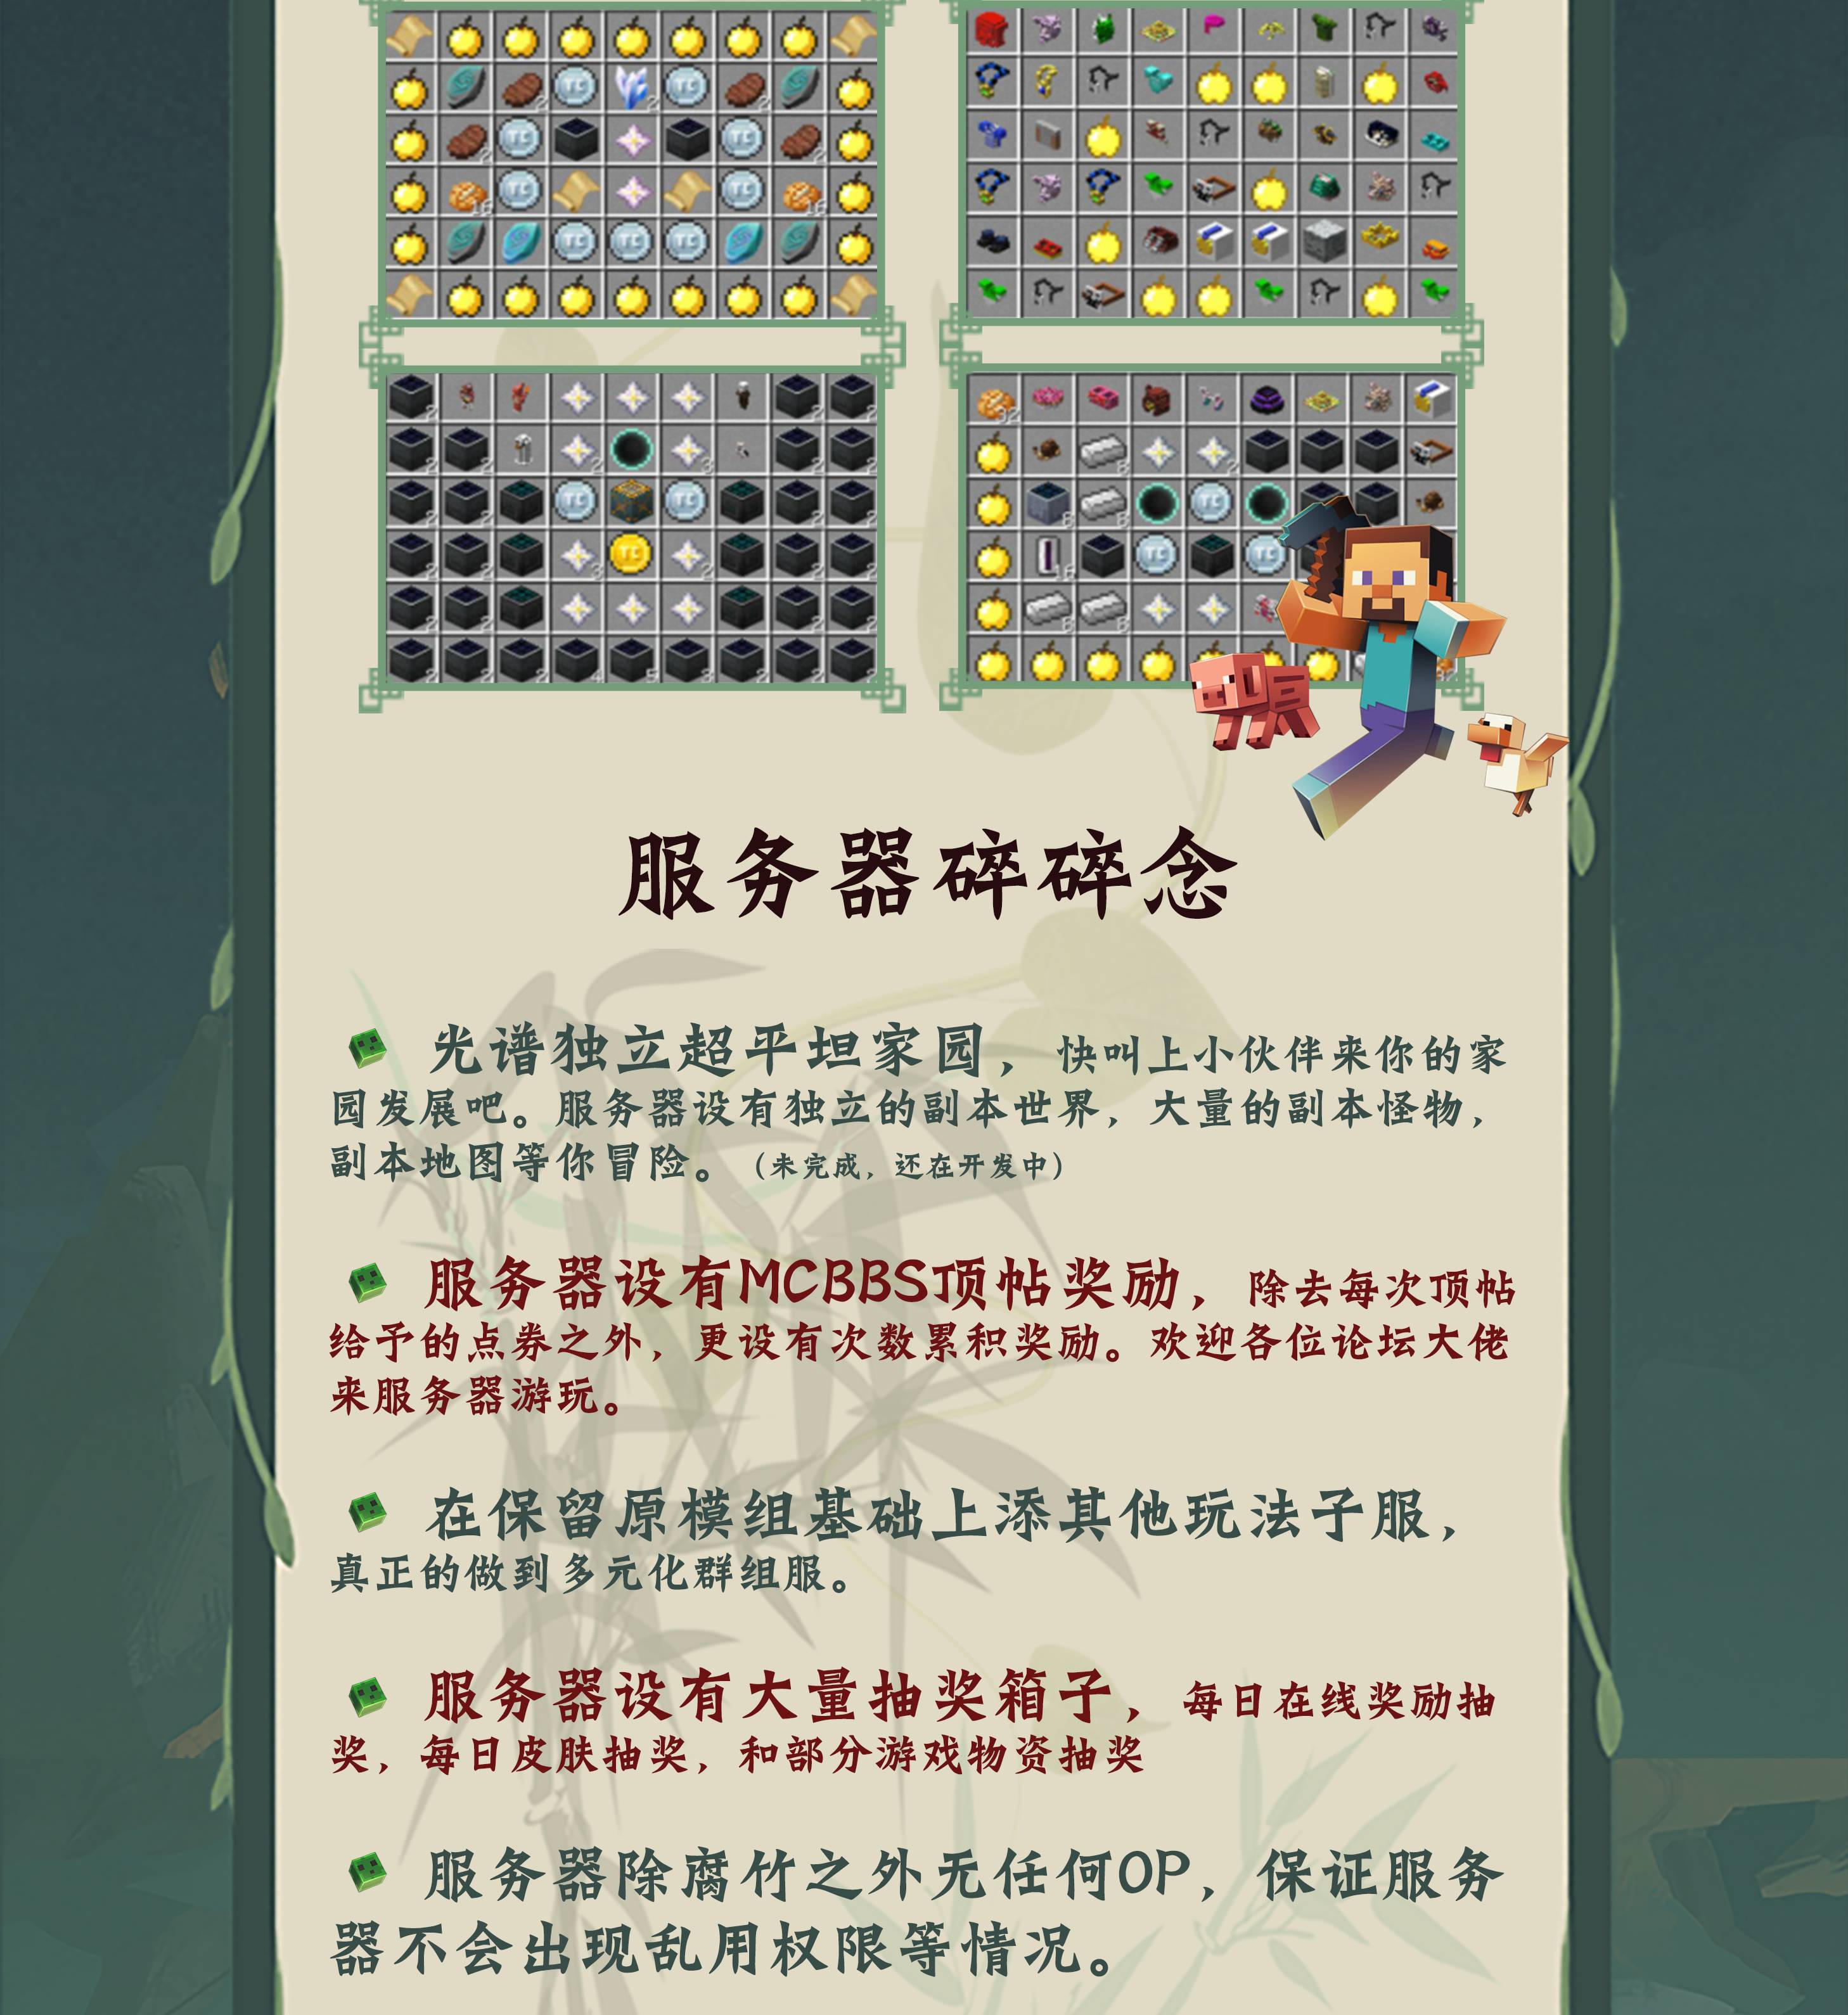 服务器碎碎念
光谱独立超平坦家园，快叫上小伙伴来你的家
园发展吧。服务器设有独立的副本世界，大量的副本怪物，
副本地图等你冒险。（未完成，还在开发中）
服务器设有MCBBS顶帖奖励，除去每次顶帖
给予的点券之外，更设有次数累积奖励。欢迎各位论坛大佬
来服务器游玩。
在保留原模组基础上添其他玩法子服，
真正的做到多元化群组服。
服务器设有大量抽奖箱子，每日在线奖励抽
奖，每日皮肤抽奖，和部分游戏物资抽奖
服务器除腐竹之外无任何OP，保证服务
器不会出现乱用权限等情况。